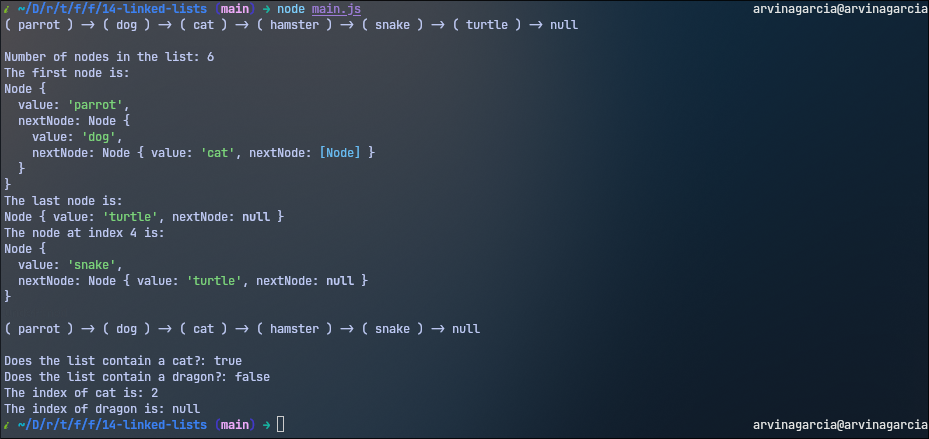 ~/D/r/t/f/f/14-linked-lists (main) → node main.js arvinagarcia@arvinagarcia
( parrot ) -> ( dog ) -> ( cat ) -> ( hamster ) -> ( snake ) -> ( turtle ) -> null
Number of nodes in the list: 6
The first node is:
Node {
  value: 'parrot',
  nextNode: Node {
    value: 'dog',
    nextNode: Node { value: 'cat', nextNode: [Node] }
  }
}
The last node is:
Node { value: 'turtle', nextNode: null }
The node at index 4 is:
Node {
  value: 'snake',
  nextNode: Node { value: 'turtle', nextNode: null }
}
( parrot ) -> ( dog ) -> ( cat ) -> ( hamster ) -> ( snake ) -> null
Does the list contain a cat?: true
Does the list contain a dragon?: false
The index of cat is: 2
The index of dragon is: null
~/D/r/t/f/f/14-linked-lists (main) → arvinagarcia@arvinagarcia